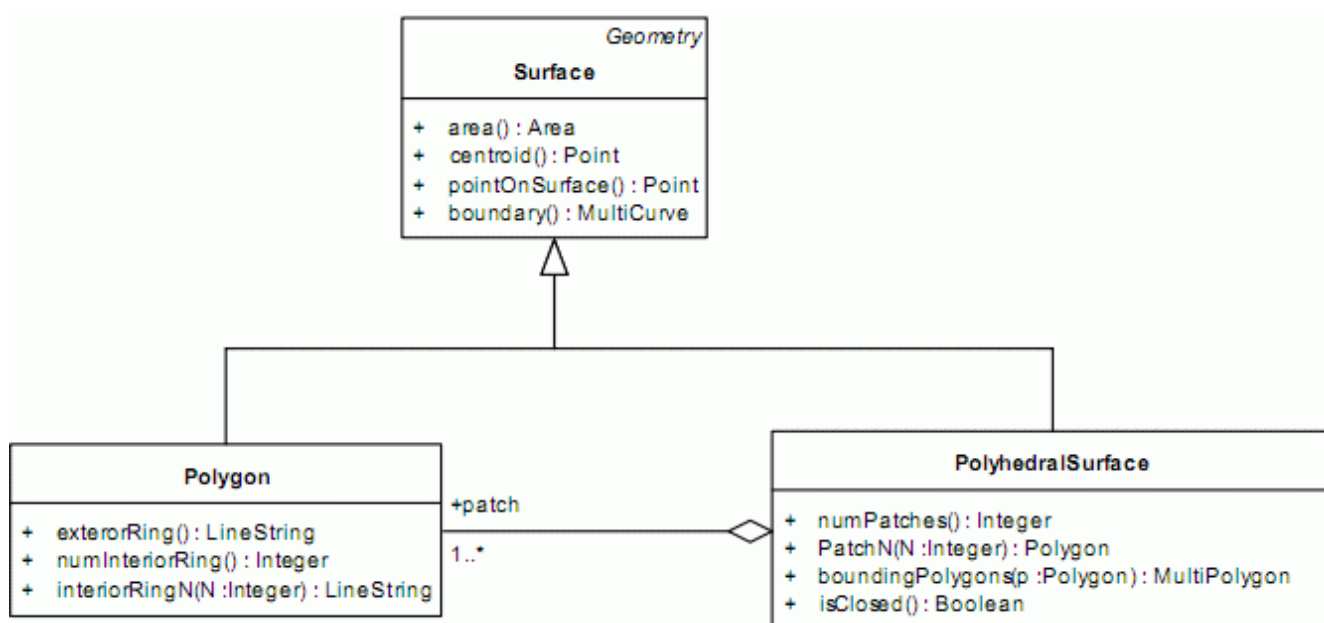 Geometry
Surface
+ area() : Area
+ centroid() : Point
+ pointOnSurface() : Point
+ boundary() : MultiCurve
Polygon
+ exterorRing() : LineString
+ numInteriorRing() : Integer
+ interiorRingN(N :Integer) : LineString
+patch
1..*
PolyhedralSurface
+ numPatches() : Integer
+ PatchN(N :Integer) : Polygon
+ boundingPolygons(p :Polygon) : MultiPolygon
+ isClosed() : Boolean